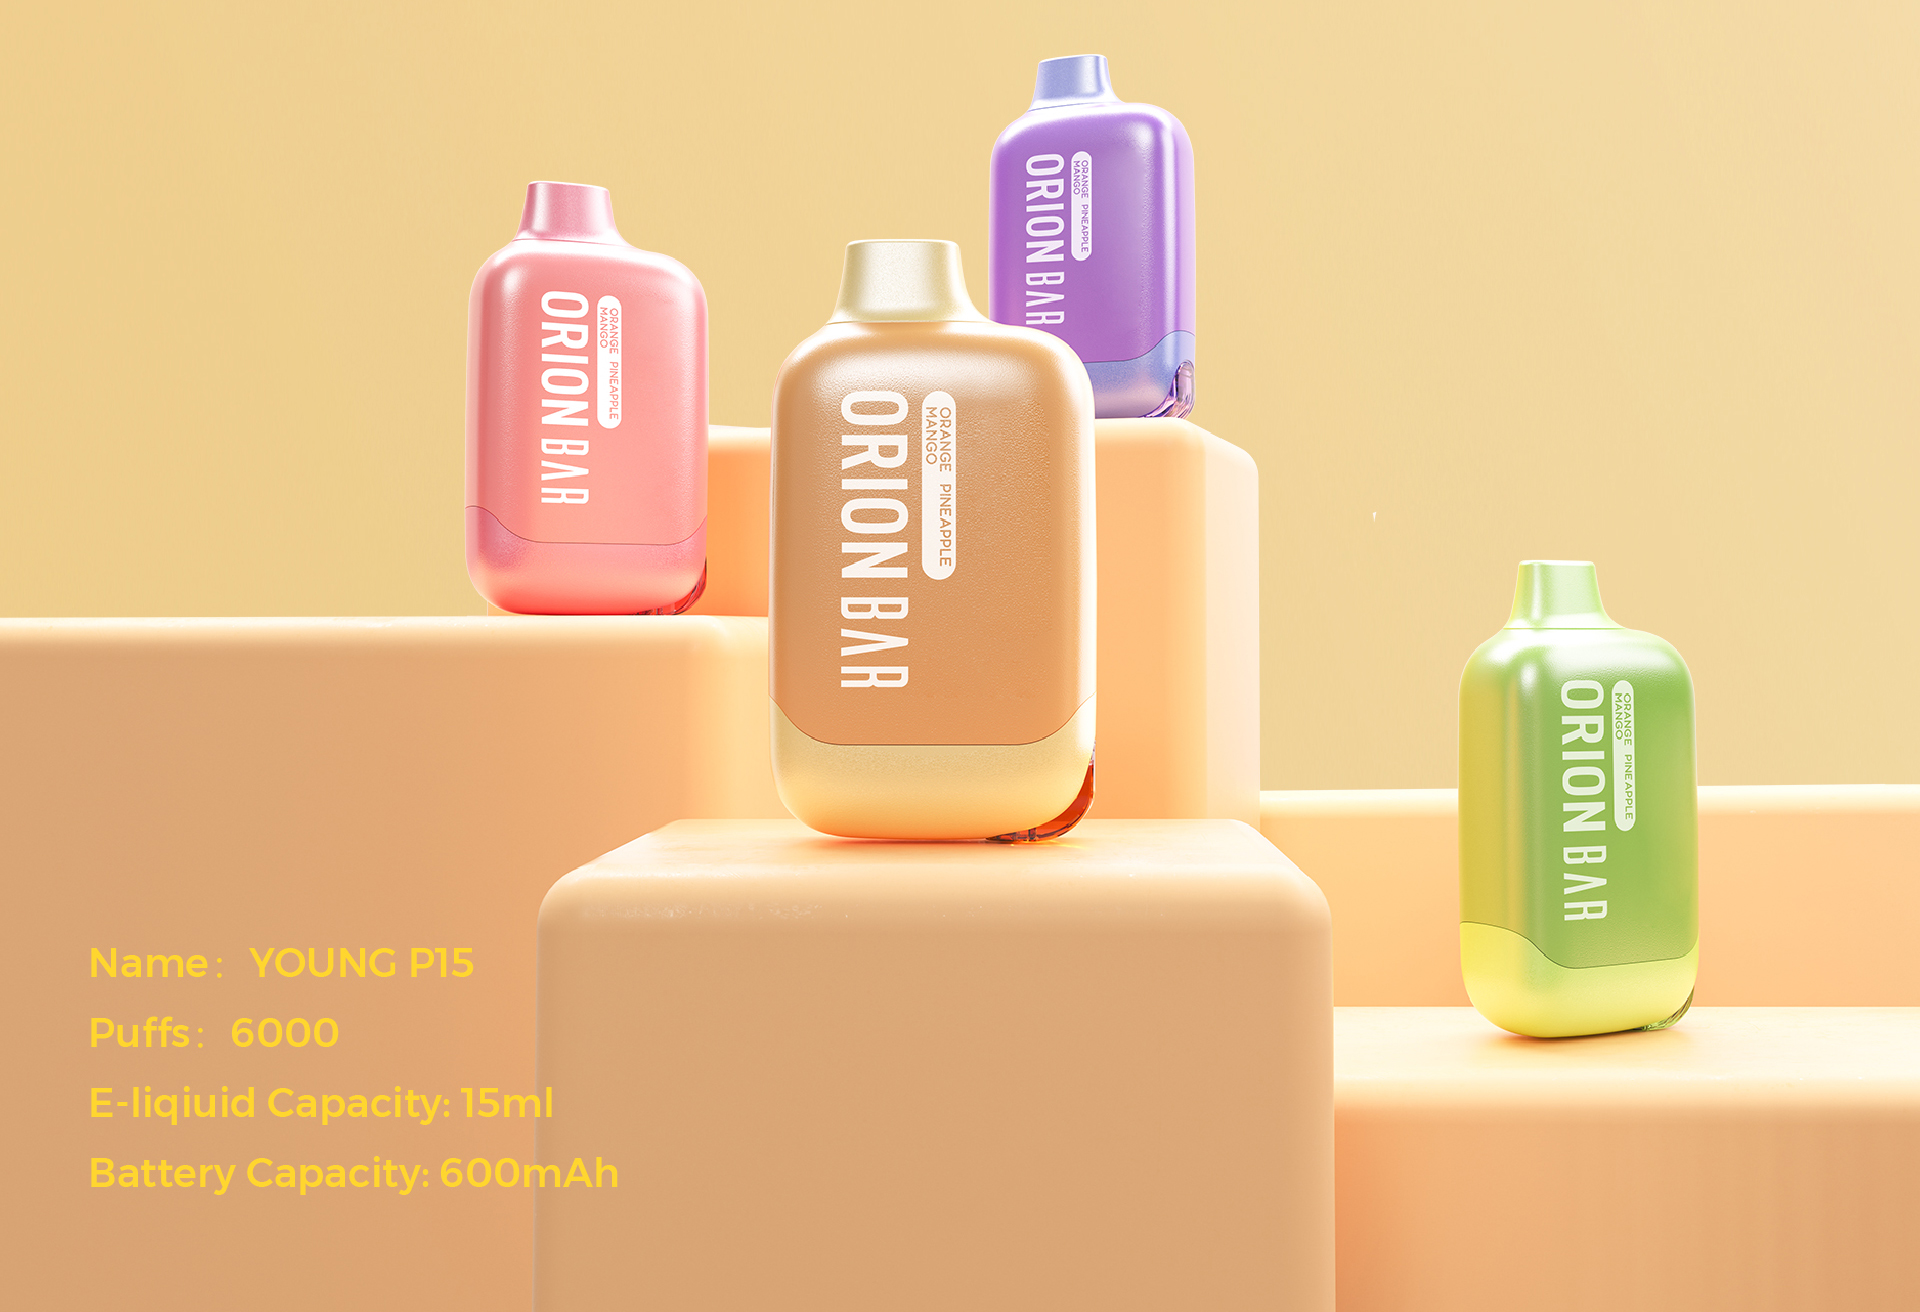 ORION BAR
ORANGE PINEAPPLE
MANGO
ORION BAR
ORANGE PINEAPPLE
MANGO
ORION BAR
ORANGE PINEAPPLE
MANGO
ORION BAR
ORANGE PINEAPPLE
MANGO
Name： YOUNG P15
Puffs： 6000
E-liqiuid Capacity: 15ml
Battery Capacity: 600mAh